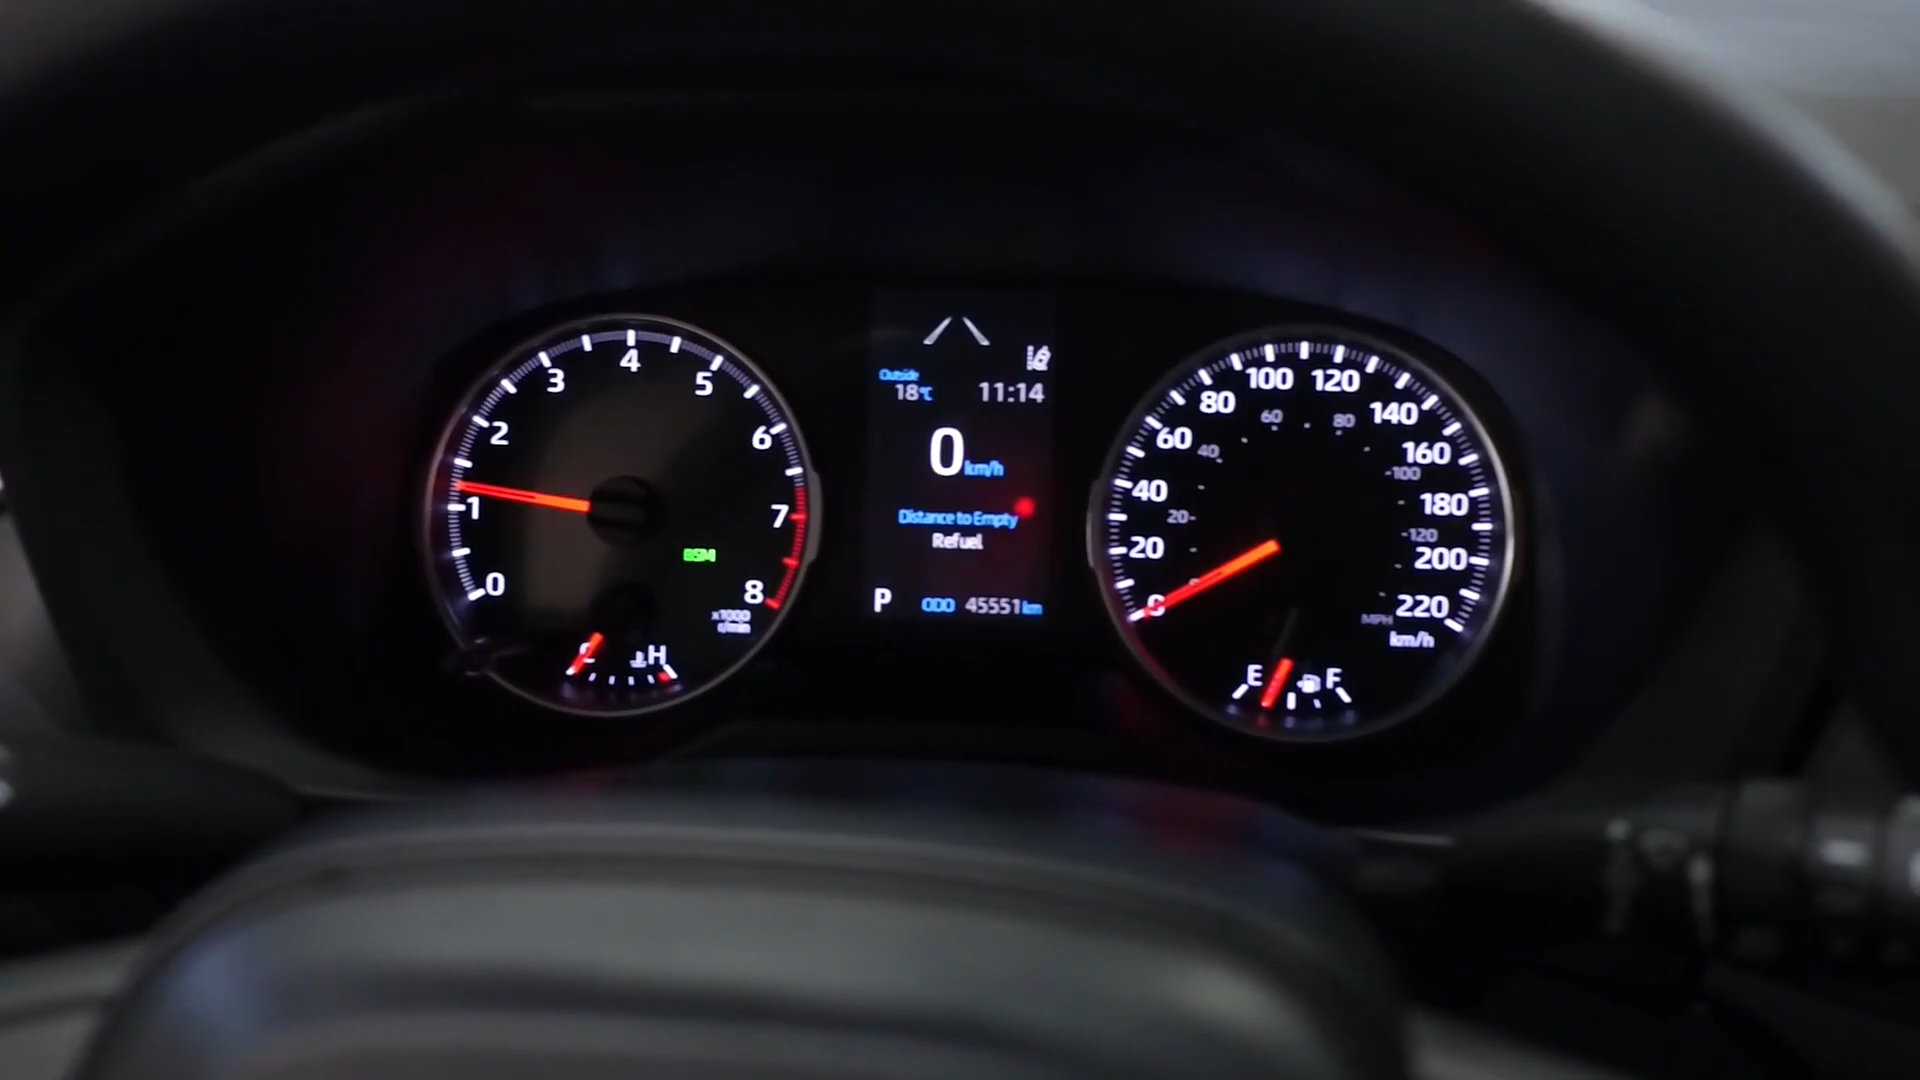 4
3
5
2
6
1
7
BSM
0
8
x1000
r/min
H
Outside
18°C
11:14
0 km/h
Distance to Empty
Refuel
P
ODO 45551 km
100
120
80
140
60
80
60
160
40
100
40
180
20
120
20
200
0
220
MPH
km/h
E
F